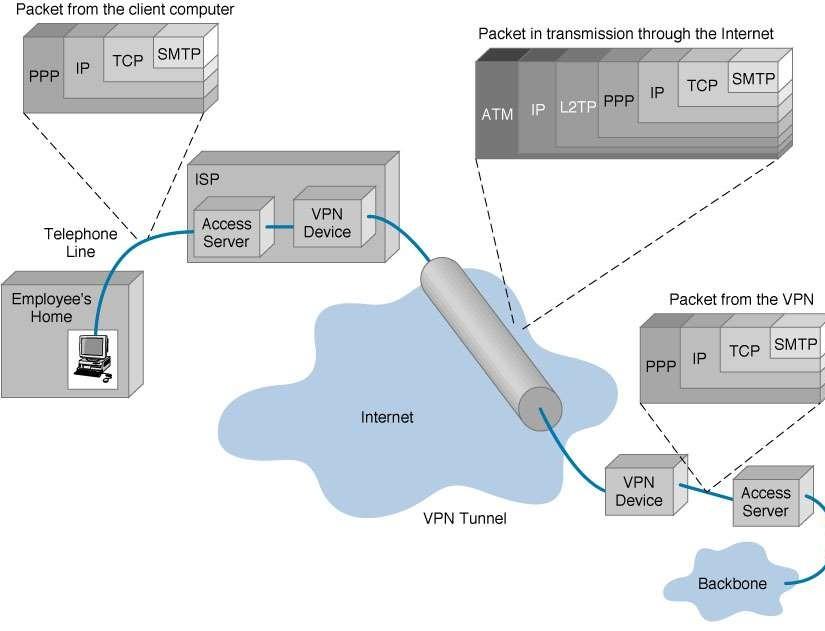 Packet from the client computer
PPP
IP
TCP
SMTP
Packet in transmission through the Internet
ATM
IP
L2TP
PPP
IP
TCP
SMTP
ISP
Access
Server
VPN
Device
Telephone
Line
Employee's
Home
Packet from the VPN
PPP
IP
TCP
SMTP
Internet
VPN Tunnel
VPN
Device
Access
Server
Backbone